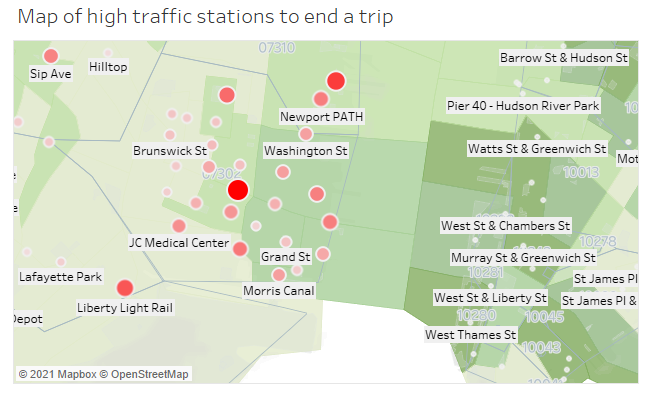 Map of high traffic stations to end a trip
07310
Barrow St & Hudson St
Sip Ave
Hilltop
Pier 40 - Hudson River Park
10
Newport PATH
Brunswick St
Washington St
Watts St & Greenwich St
Mot
07302
10013
e
West St & Chambers St
JC Medical Center
10278
Grand St
Murray St & Greenwich St
10281
Lafayette Park
St James Pl
Morris Canal
West St & Liberty St
St James Pl &
Liberty Light Rail
10280
10045
Depot
West Thames St
10043
© 2021 Mapbox © OpenStreetMap